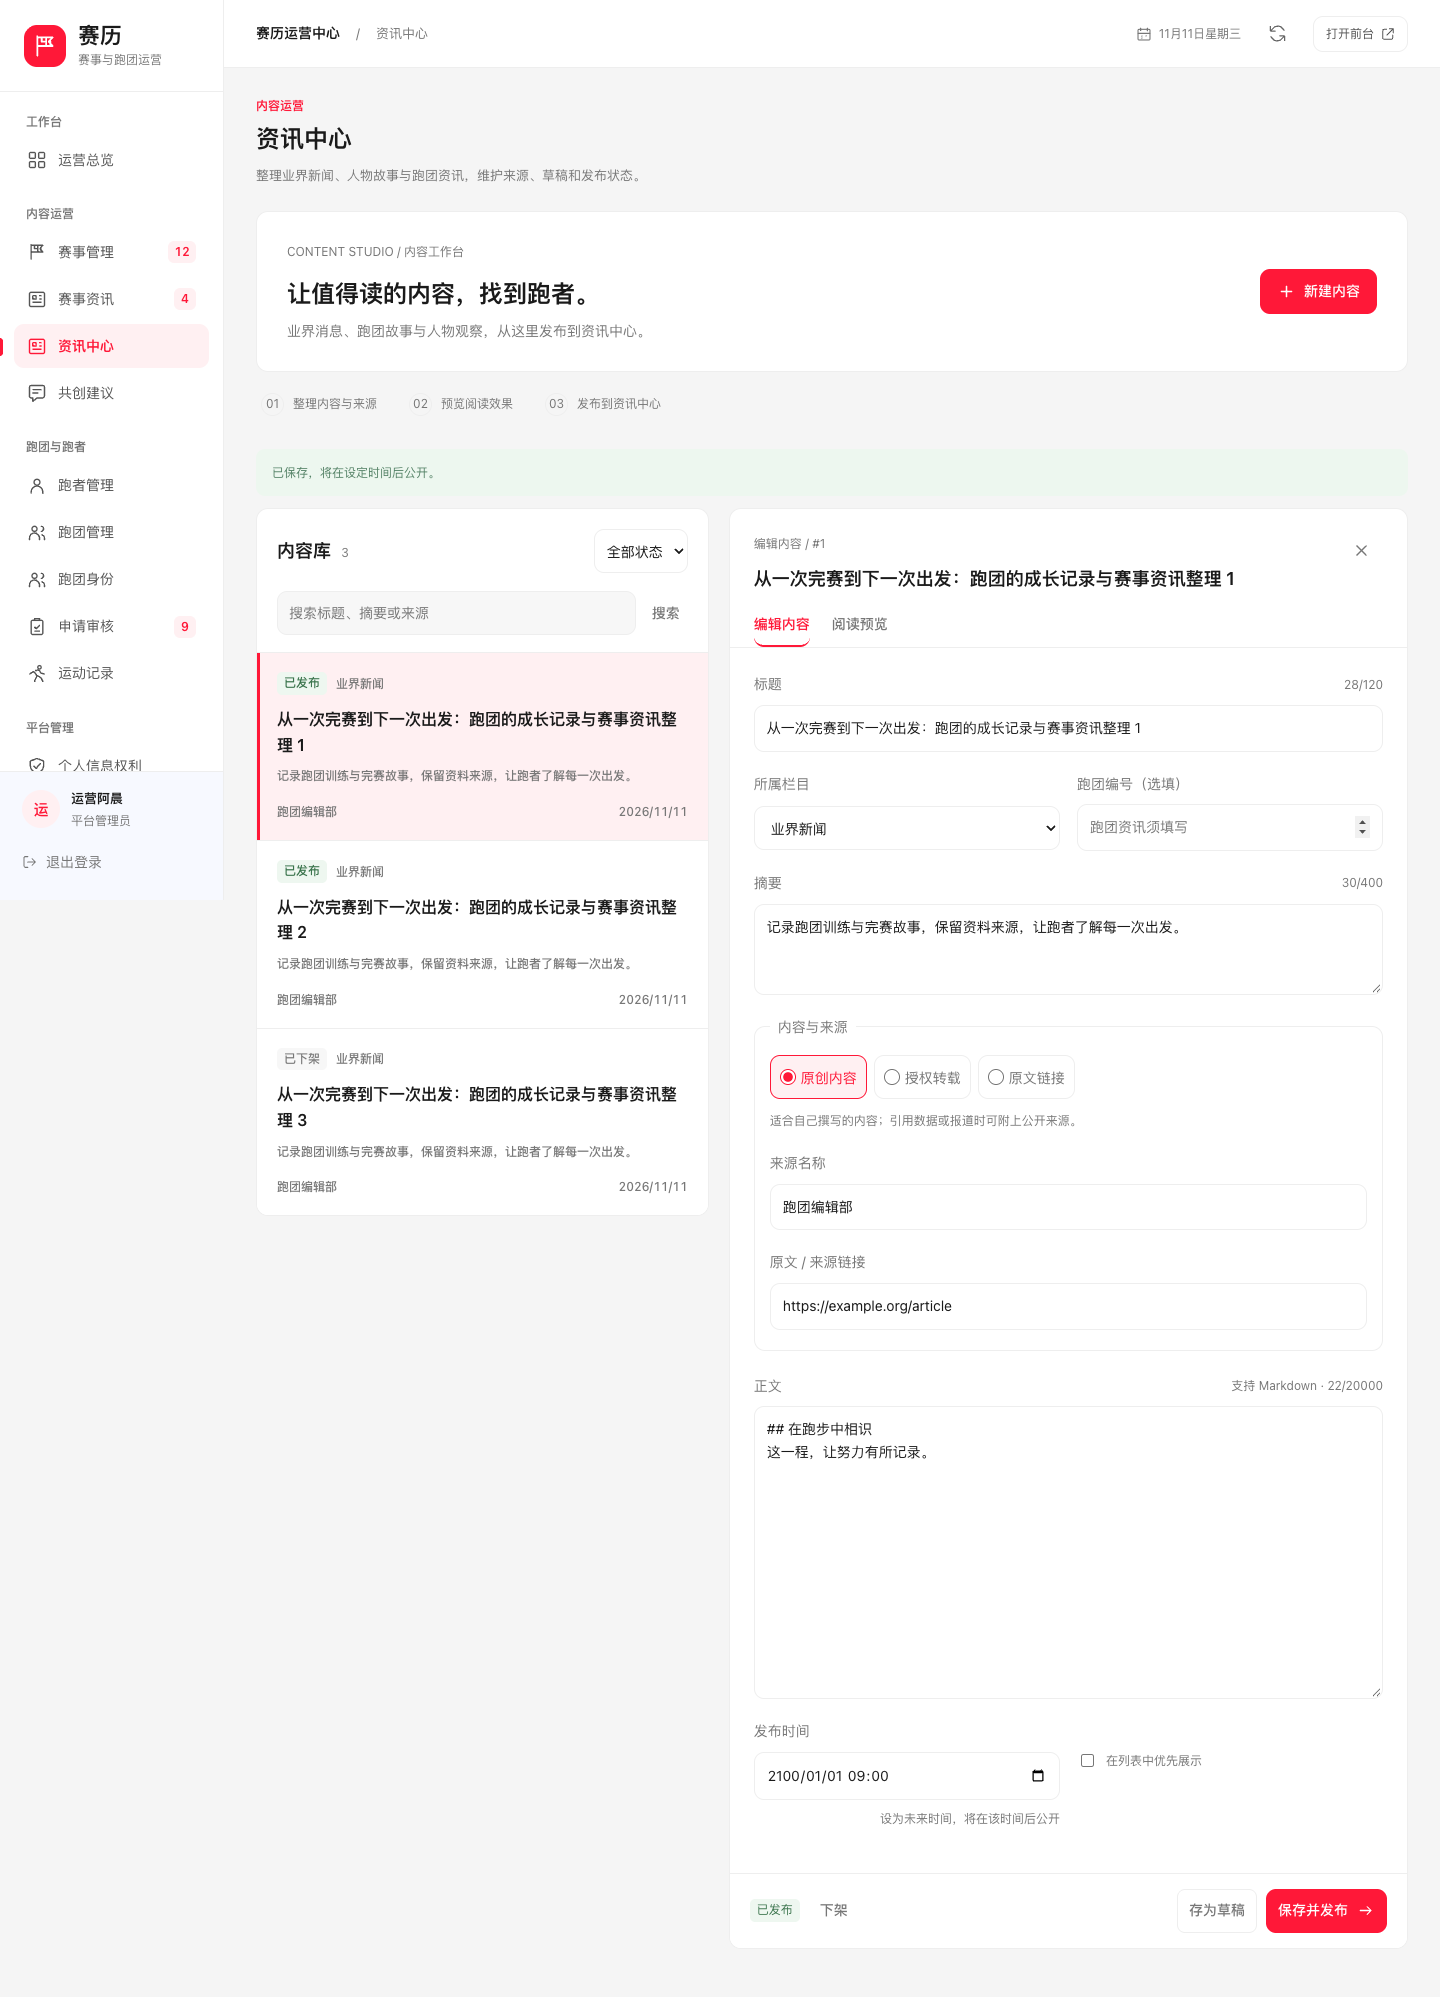 赛历
赛事与跑团运营
工作台
运营总览
内容运营
赛事管理 12
赛事资讯 4
资讯中心
共创建议
跑团与跑者
跑者管理
跑团管理
跑团身份
申请审核 9
运动记录
平台管理
个人信息权利
运 运营阿晨
平台管理员
退出登录
赛历运营中心 / 资讯中心
11月11日星期三
打开前台
内容运营
资讯中心
整理业界新闻、人物故事与跑团资讯，维护来源、草稿和发布状态。
CONTENT STUDIO / 内容工作台
让值得读的内容，找到跑者。
业界消息、跑团故事与人物观察，从这里发布到资讯中心。
新建内容
01 整理内容与来源 02 预览阅读效果 03 发布到资讯中心
已保存，将在设定时间后公开。
内容库 3
全部状态
搜索标题、摘要或来源
搜索
已发布 业界新闻
从一次完赛到下一次出发：跑团的成长记录与赛事资讯整
理 1
记录跑团训练与完赛故事，保留资料来源，让跑者了解每一次出发。
跑团编辑部 2026/11/11
已发布 业界新闻
从一次完赛到下一次出发：跑团的成长记录与赛事资讯整
理 2
记录跑团训练与完赛故事，保留资料来源，让跑者了解每一次出发。
跑团编辑部 2026/11/11
已下架 业界新闻
从一次完赛到下一次出发：跑团的成长记录与赛事资讯整
理 3
记录跑团训练与完赛故事，保留资料来源，让跑者了解每一次出发。
跑团编辑部 2026/11/11
编辑内容 / #1
从一次完赛到下一次出发：跑团的成长记录与赛事资讯整理 1
编辑内容 阅读预览
标题 28/120
从一次完赛到下一次出发：跑团的成长记录与赛事资讯整理 1
所属栏目 跑团编号（选填）
业界新闻 跑团资讯须填写
摘要 30/400
记录跑团训练与完赛故事，保留资料来源，让跑者了解每一次出发。
内容与来源
原创内容 授权转载 原文链接
适合自己撰写的内容；引用数据或报道时可附上公开来源。
来源名称
跑团编辑部
原文 / 来源链接
https://example.org/article
正文 支持 Markdown · 22/20000
## 在跑步中相识
这一程，让努力有所记录。
发布时间
2100/01/01 09:00
在列表中优先展示
设为未来时间，将在该时间后公开
已发布 下架 存为草稿 保存并发布